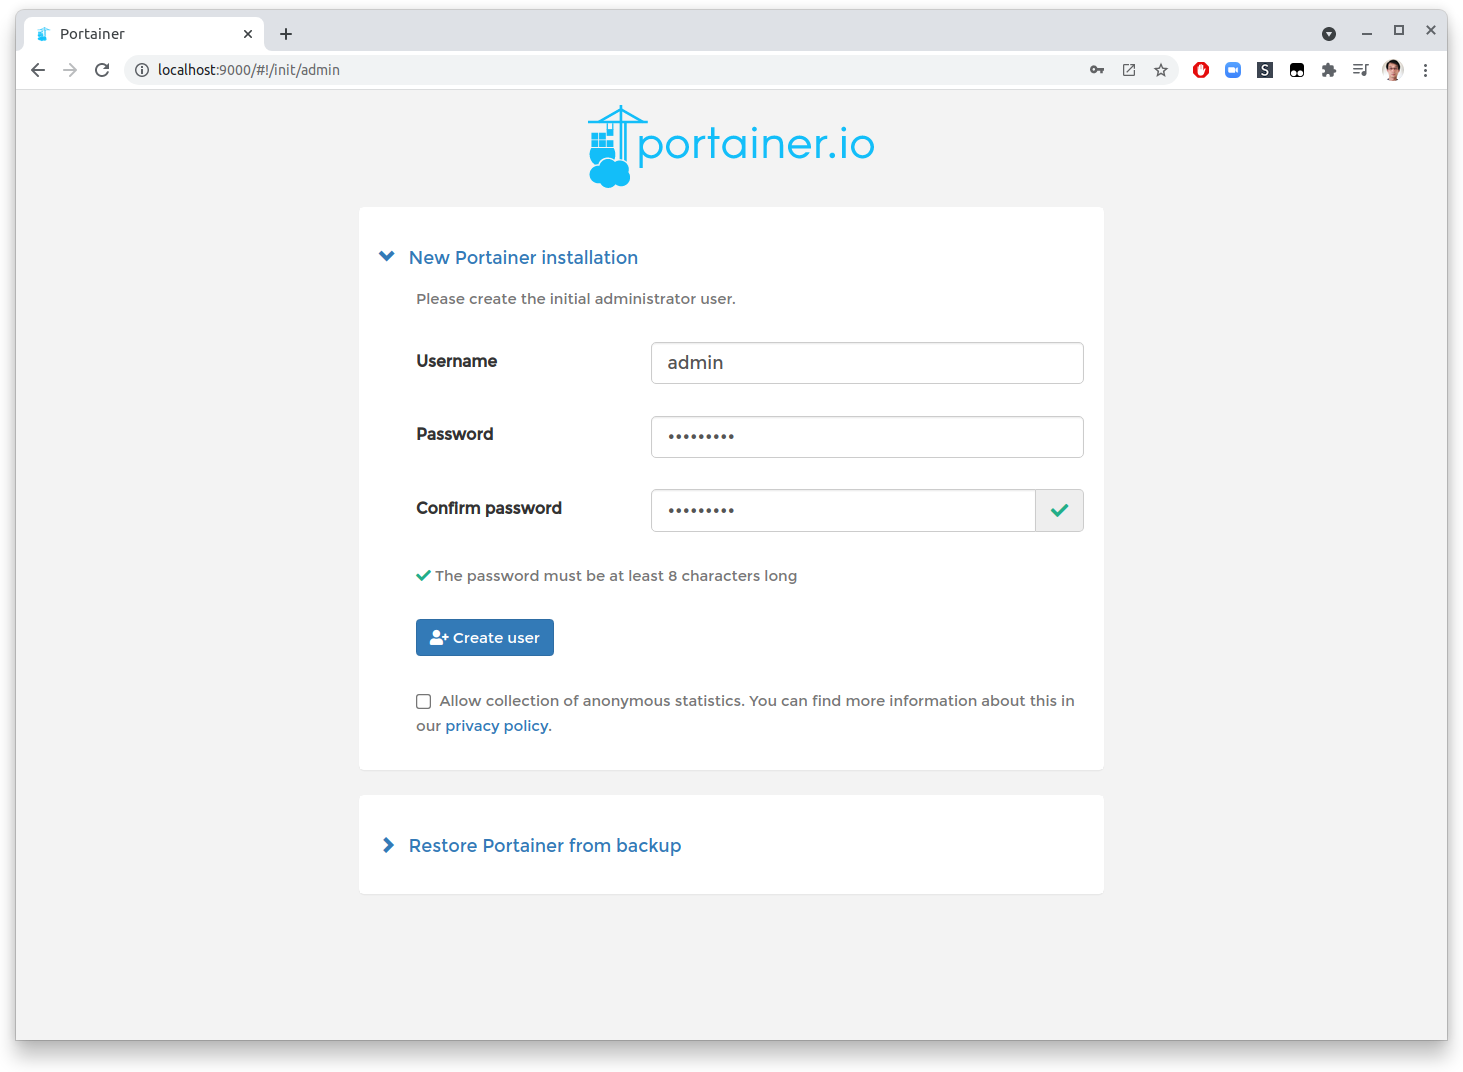 Portainer
localhost:9000/#!/init/admin
S
portainer.io
New Portainer installation
Please create the initial administrator user.
Username
admin
Password
•••••••••
Confirm password
•••••••••
The password must be at least 8 characters long
Create user
Allow collection of anonymous statistics. You can find more information about this in
our privacy policy.
Restore Portainer from backup